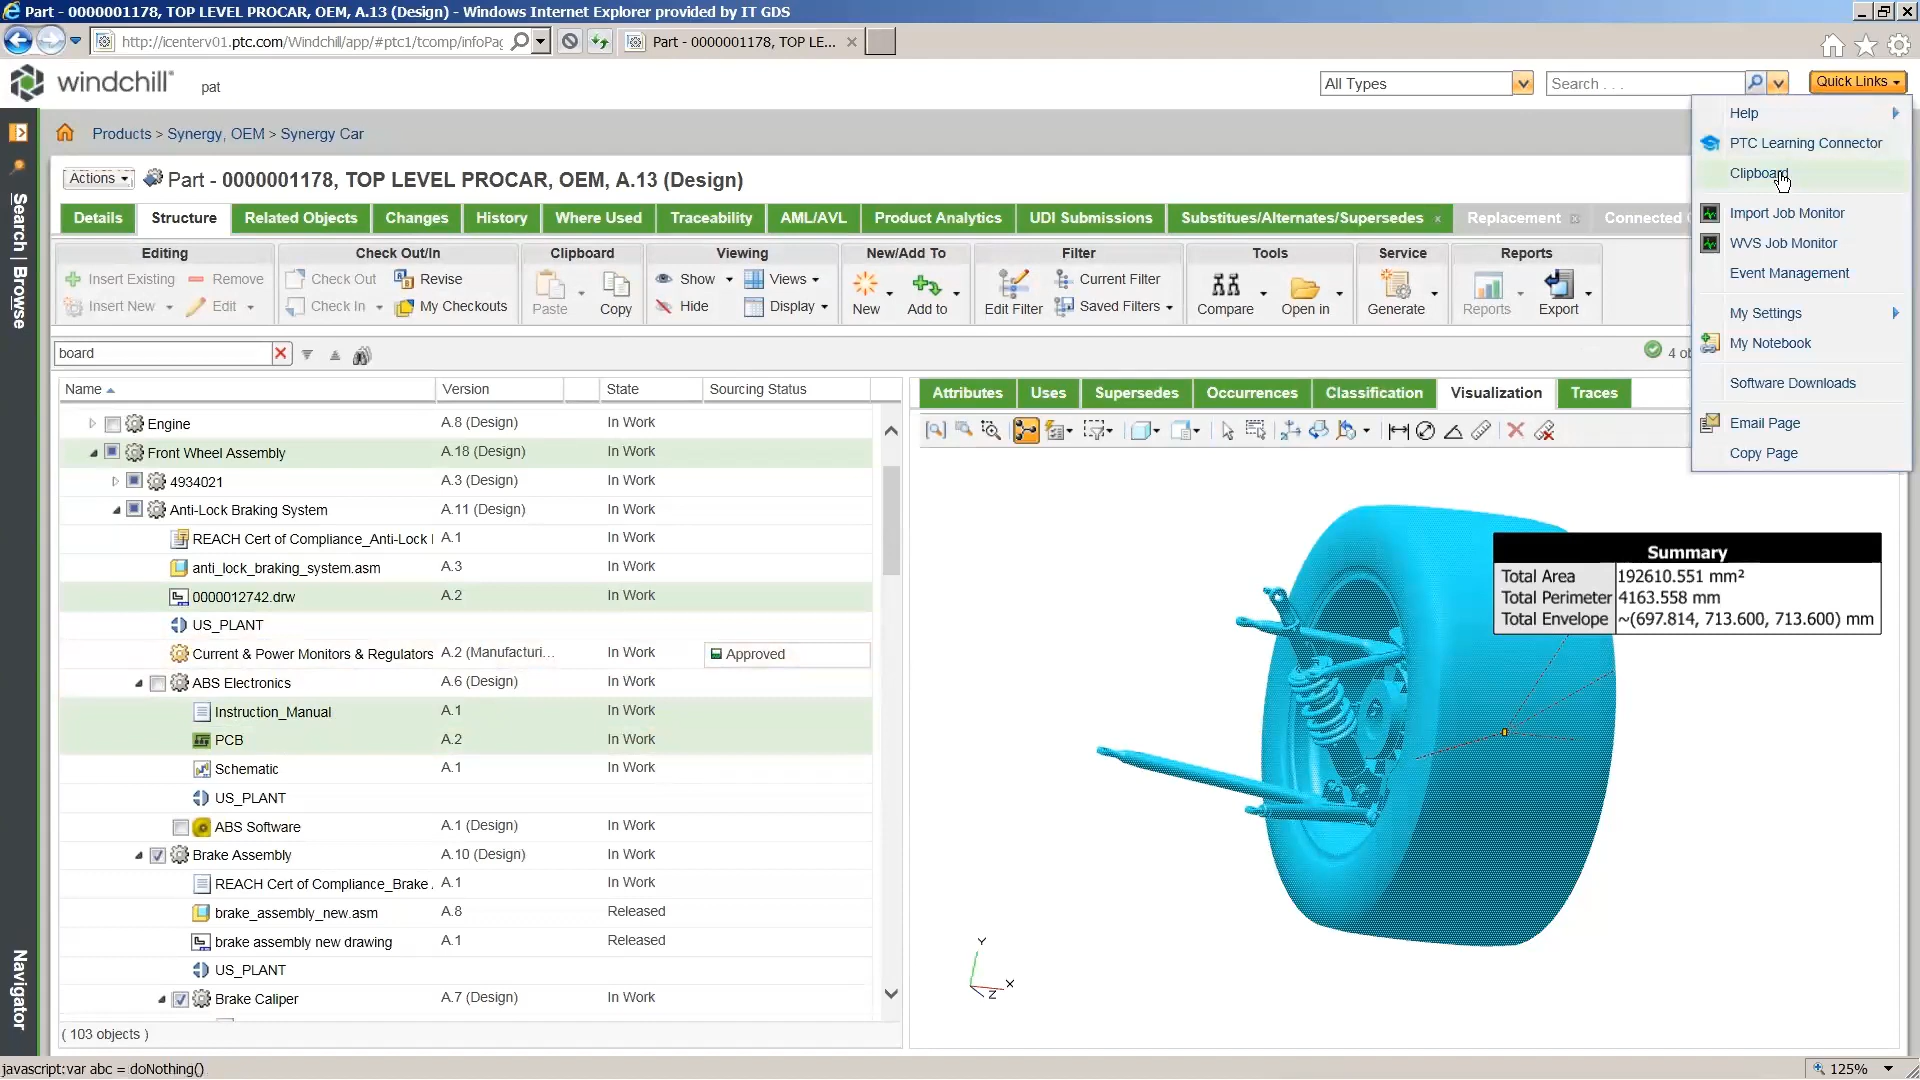 Part - 0000001178, TOP LEVEL PROCAR, OEM, A.13 (Design) - Windows Internet Explorer provided by IT GDS
http://icenterv01.ptc.com/Windchill/app/#ptc1/tcomp/infoPag
Part - 0000001178, TOP LE...
windchill
pat
All Types
Search . . .
Quick Links
Products > Synergy, OEM > Synergy Car
Help
PTC Learning Connector
Clipboard
Import Job Monitor
WVS Job Monitor
Event Management
My Settings
My Notebook
Software Downloads
Email Page
Copy Page
Search | Browse
Navigator
Actions
Part - 0000001178, TOP LEVEL PROCAR, OEM, A.13 (Design)
Details Structure Related Objects Changes History Where Used Traceability AML/AVL Product Analytics UDI Submissions Substitues/Alternates/Supersedes Replacement Connected
Editing Check Out/In Clipboard Viewing New/Add To Filter Tools Service Reports
Insert Existing Remove Check Out Revise Show Views Current Filter
Insert New Edit Check In My Checkouts Paste Copy Hide Display New Add to Edit Filter Saved Filters Compare Open in Generate Reports Export
board
4 ob
Name Version State Sourcing Status
Engine A.8 (Design) In Work
Front Wheel Assembly A.18 (Design) In Work
4934021 A.3 (Design) In Work
Anti-Lock Braking System A.11 (Design) In Work
REACH Cert of Compliance_Anti-Lock A.1 In Work
anti_lock_braking_system.asm A.3 In Work
0000012742.drw A.2 In Work
US_PLANT
Current & Power Monitors & Regulators A.2 (Manufacturi... In Work Approved
ABS Electronics A.6 (Design) In Work
Instruction_Manual A.1 In Work
PCB A.2 In Work
Schematic A.1 In Work
US_PLANT
ABS Software A.1 (Design) In Work
Brake Assembly A.10 (Design) In Work
REACH Cert of Compliance_Brake A.1 In Work
brake_assembly_new.asm A.8 Released
brake assembly new drawing A.1 Released
US_PLANT
Brake Caliper A.7 (Design) In Work
( 103 objects )
Attributes Uses Supersedes Occurrences Classification Visualization Traces
Summary
Total Area 192610.551 mm²
Total Perimeter 4163.558 mm
Total Envelope ~(697.814, 713.600, 713.600) mm
Y
X
Z
javascript:var abc = doNothing()
125%